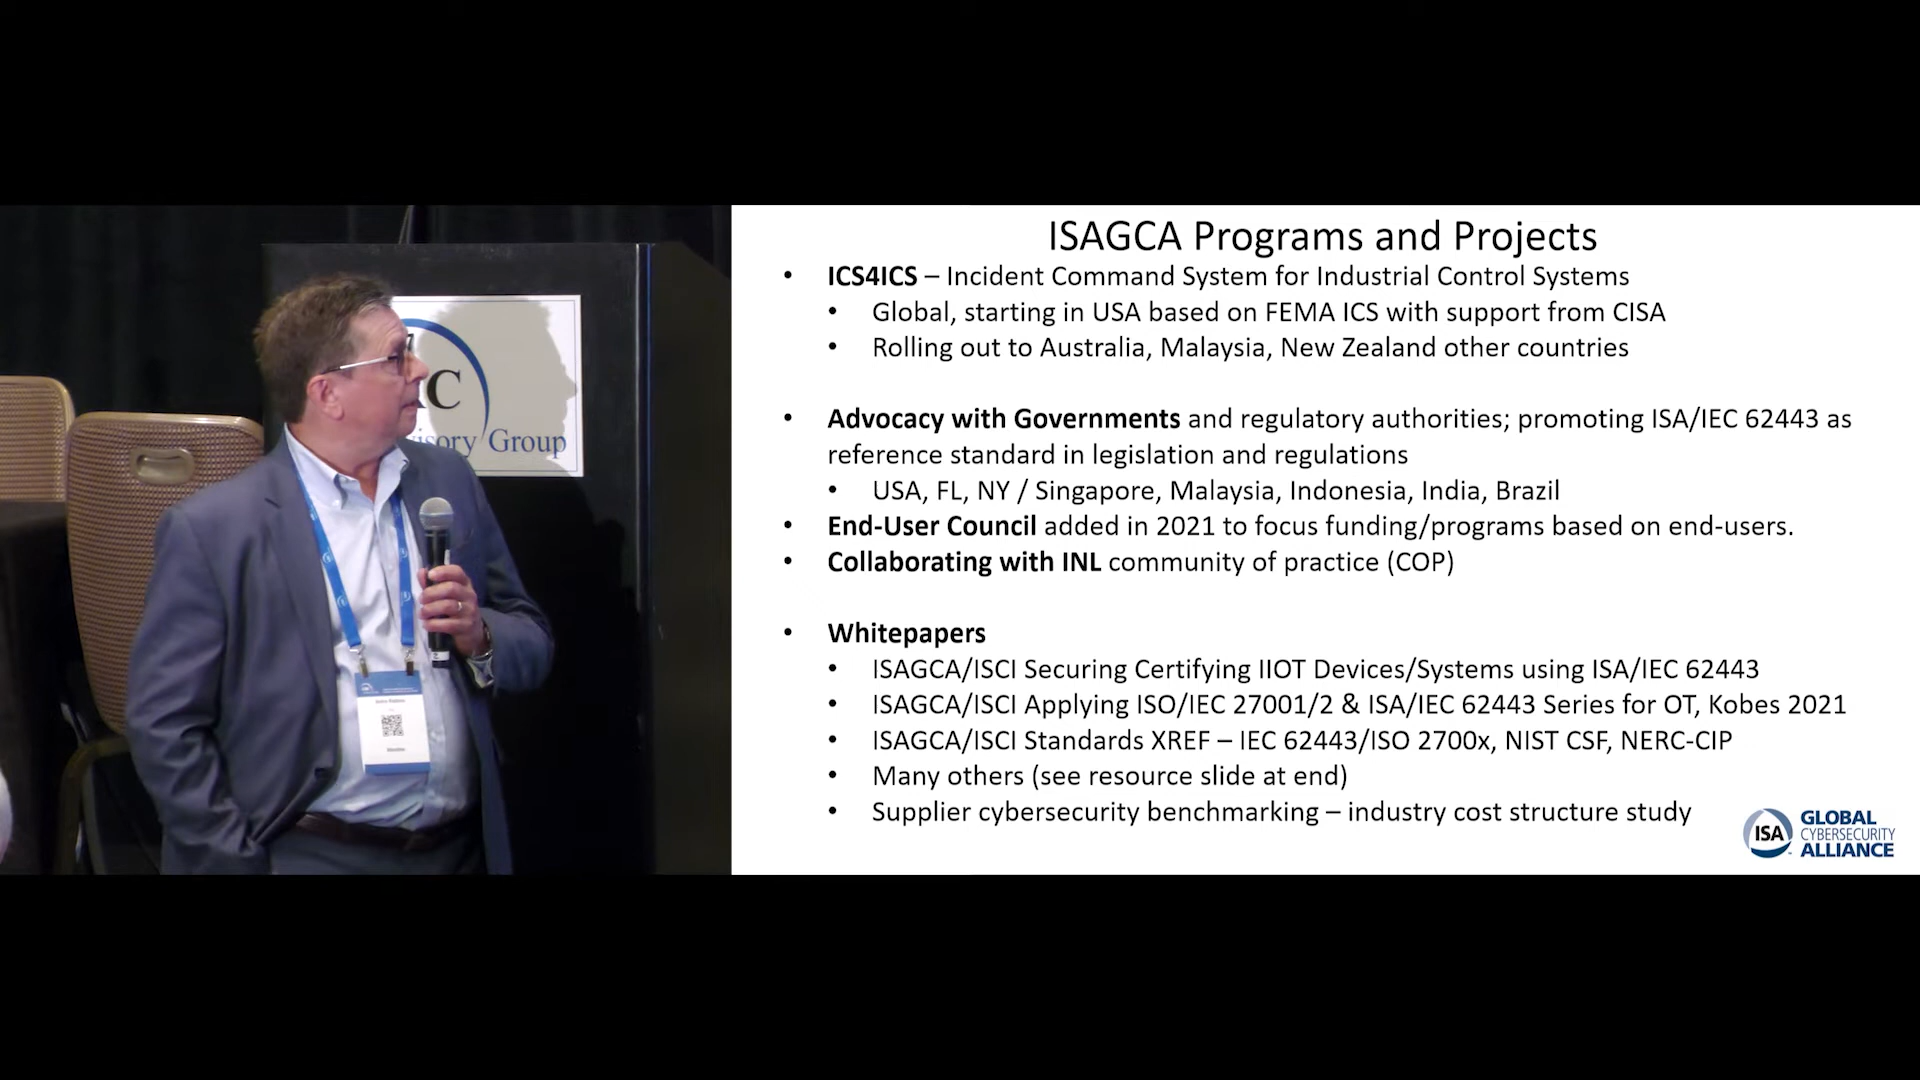 C
visory Group
ISAGCA Programs and Projects
• ICS4ICS – Incident Command System for Industrial Control Systems
• Global, starting in USA based on FEMA ICS with support from CISA
• Rolling out to Australia, Malaysia, New Zealand other countries
• Advocacy with Governments and regulatory authorities; promoting ISA/IEC 62443 as
reference standard in legislation and regulations
• USA, FL, NY / Singapore, Malaysia, Indonesia, India, Brazil
• End-User Council added in 2021 to focus funding/programs based on end-users.
• Collaborating with INL community of practice (COP)
• Whitepapers
• ISAGCA/ISCI Securing Certifying IIOT Devices/Systems using ISA/IEC 62443
• ISAGCA/ISCI Applying ISO/IEC 27001/2 & ISA/IEC 62443 Series for OT, Kobes 2021
• ISAGCA/ISCI Standards XREF – IEC 62443/ISO 2700x, NIST CSF, NERC-CIP
• Many others (see resource slide at end)
• Supplier cybersecurity benchmarking – industry cost structure study
ISA
GLOBAL
CYBERSECURITY
ALLIANCE